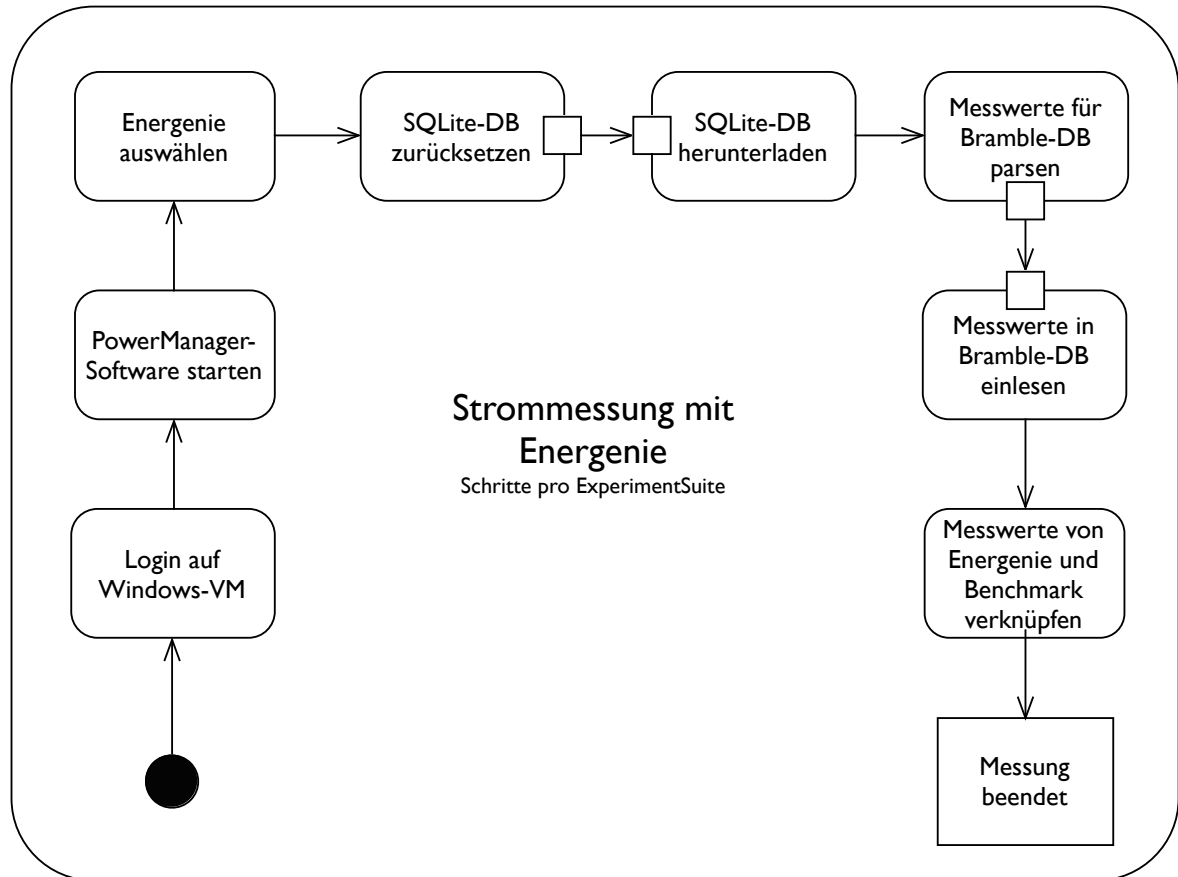 Energenie
auswählen
SQLite-DB
zurücksetzen
SQLite-DB
herunterladen
Messwerte für
Bramble-DB
parsen
PowerManager-
Software starten
Messwerte in
Bramble-DB
einlesen
Strommessung mit
Energenie
Schritte pro ExperimentSuite
Login auf
Windows-VM
Messwerte von
Energenie und
Benchmark
verknüpfen
Messung
beendet